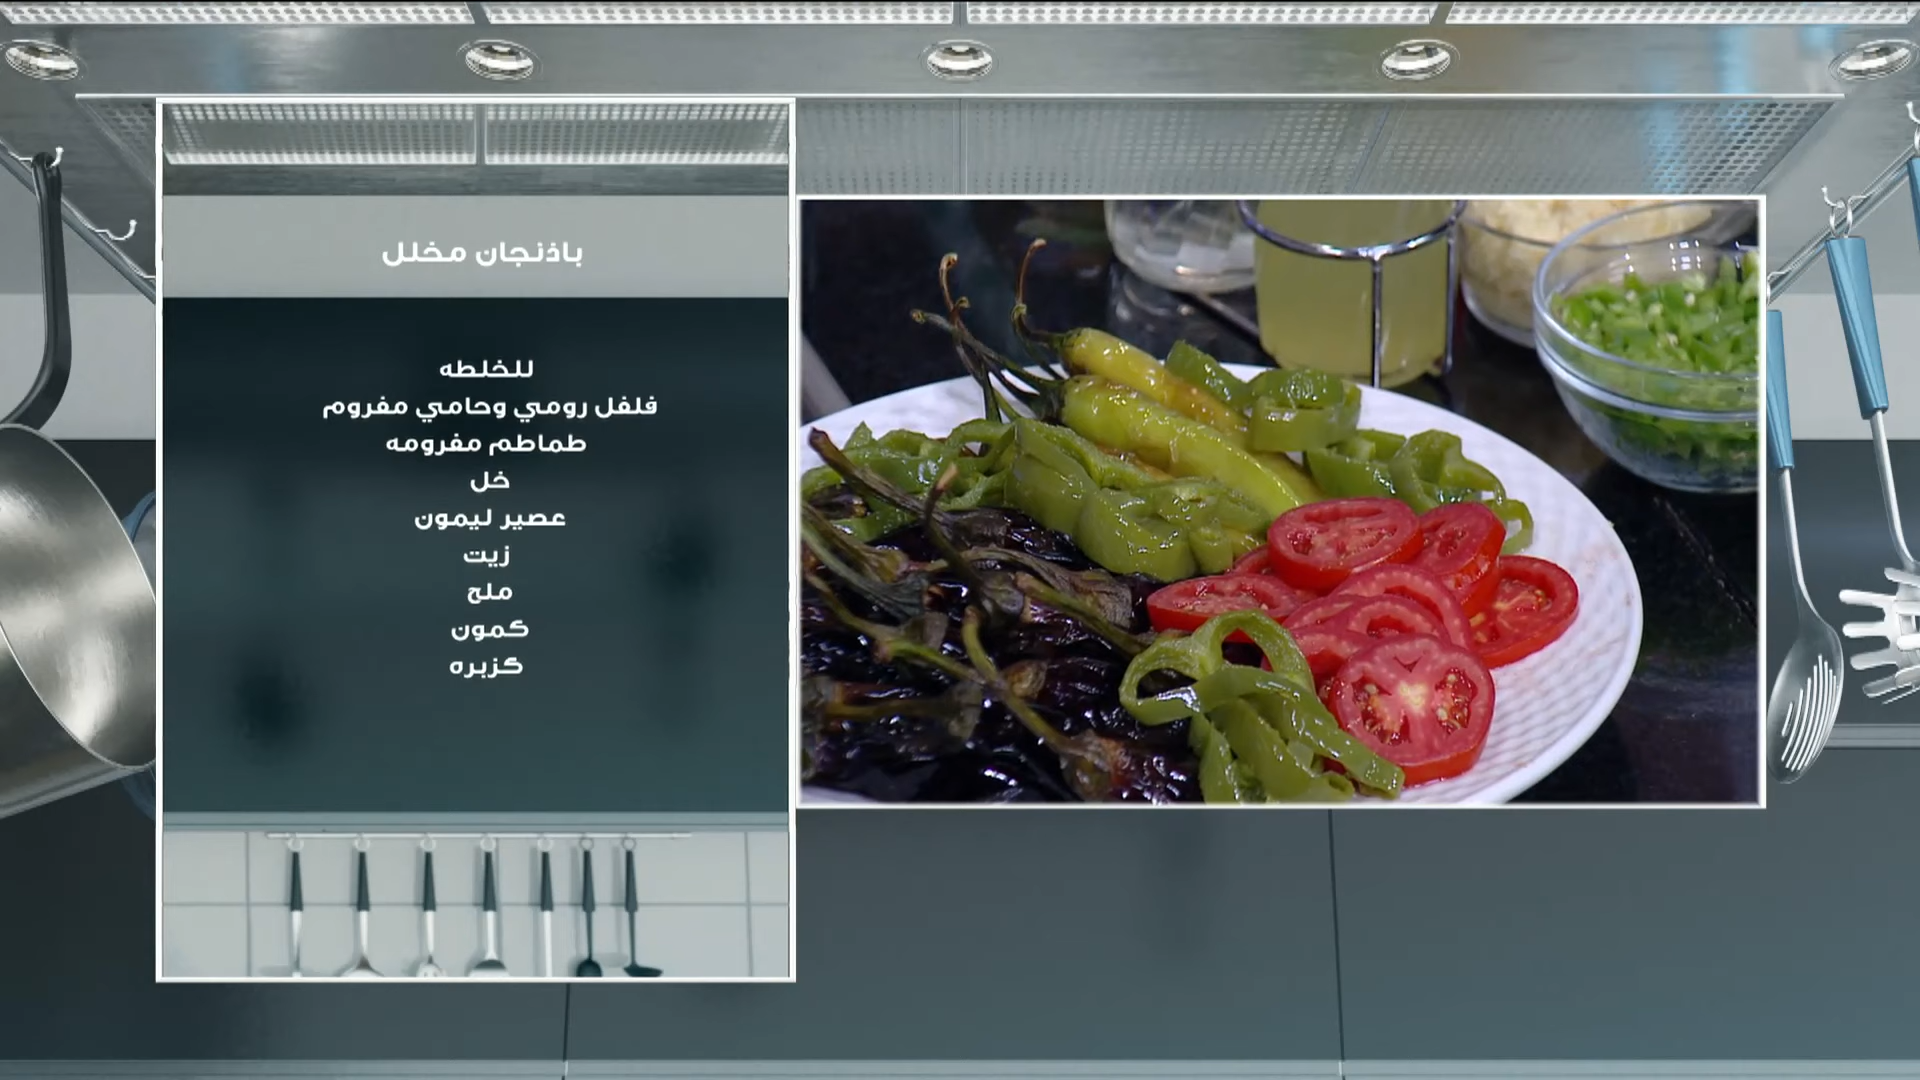 باذنجان مخلل
للخلطه
فلفل رومي وحامي مفروم
طماطم مفرومه
خل
عصير ليمون
زيت
ملح
كمون
كزبره